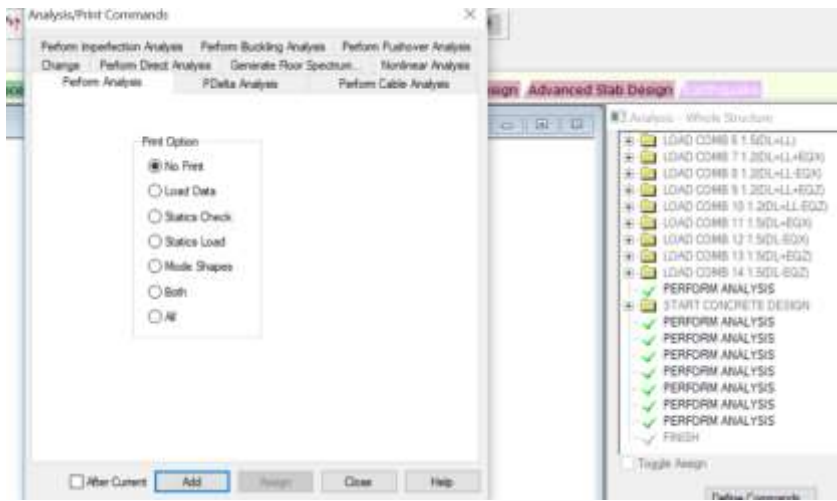 Analysis/Print Commands
Perform Imperfection Analysis Perform Buckling Analysis Perform Pushover Analysis
Change Perform Direct Analysis Generate Floor Spectrum... Nonlinear Analysis
Perform Analysis PDelta Analysis Perform Cable Analysis
Print Option
No Print
Load Data
Statics Check
Statics Load
Mode Shapes
Both
All
After Current Add Assign Close Help
sign Advanced Slab Design Earthquake
Analysis - Whole Structure
LOAD COMB 6 1.5(DL+LL)
LOAD COMB 7 1.2(DL+LL+EQX)
LOAD COMB 8 1.2(DL+LL-EQX)
LOAD COMB 9 1.2(DL+LL+EQZ)
LOAD COMB 10 1.2(DL+LL-EQZ)
LOAD COMB 11 1.5(DL+EQX)
LOAD COMB 12 1.5(DL-EQX)
LOAD COMB 13 1.5(DL+EQZ)
LOAD COMB 14 1.5(DL-EQZ)
PERFORM ANALYSIS
START CONCRETE DESIGN
PERFORM ANALYSIS
PERFORM ANALYSIS
PERFORM ANALYSIS
PERFORM ANALYSIS
PERFORM ANALYSIS
PERFORM ANALYSIS
PERFORM ANALYSIS
FINISH
Toggle Assign
Define Commands